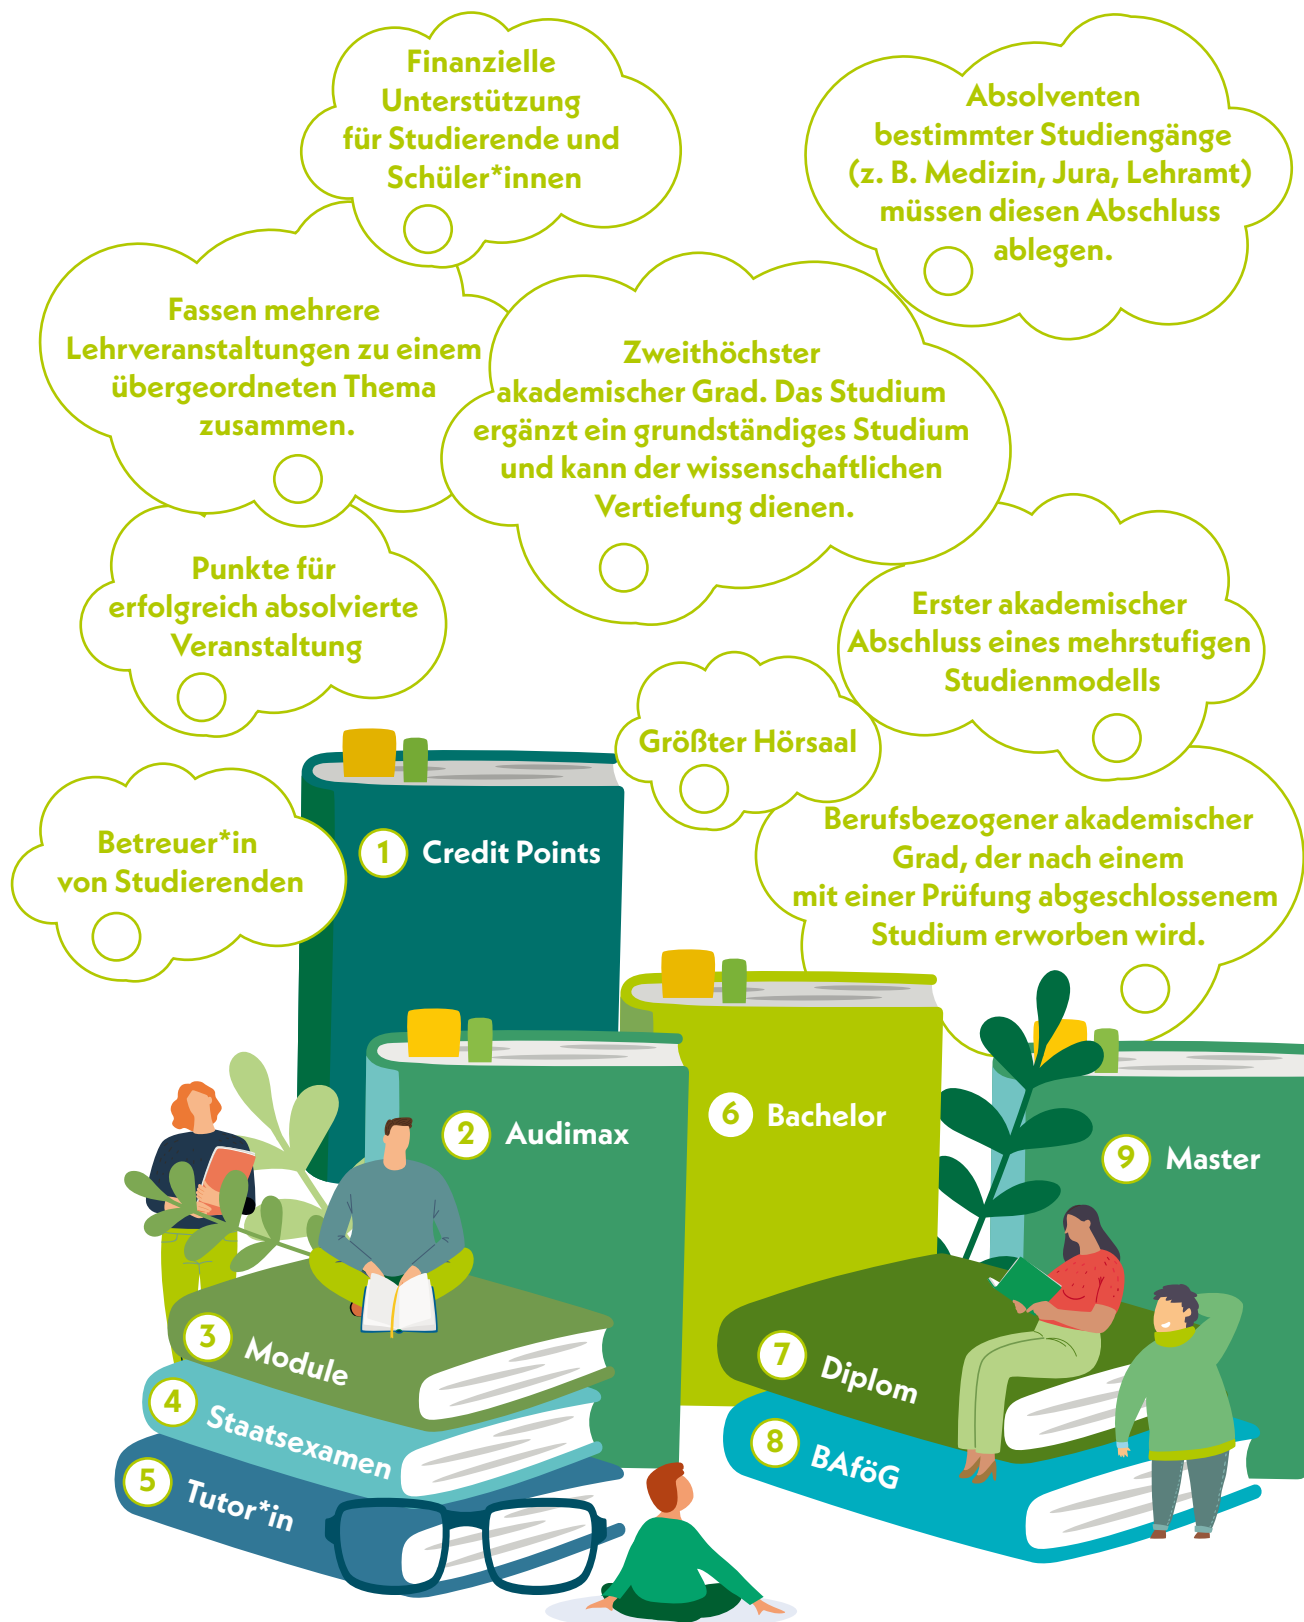 Finanzielle
Unterstützung
für Studierende und
Schüler*innen
Absolventen
bestimmter Studiengänge
(z. B. Medizin, Jura, Lehramt)
müssen diesen Abschluss
ablegen.
Fassen mehrere
Lehrveranstaltungen zu einem
übergeordneten Thema
zusammen.
Zweithöchster
akademischer Grad. Das Studium
ergänzt ein grundständiges Studium
und kann der wissenschaftlichen
Vertiefung dienen.
Punkte für
erfolgreich absolvierte
Veranstaltung
Erster akademischer
Abschluss eines mehrstufigen
Studienmodells
Größter Hörsaal
Betreuer*in
von Studierenden
Berufsbezogener akademischer
Grad, der nach einem
mit einer Prüfung abgeschlossenem
Studium erworben wird.
1 Credit Points
2 Audimax
3 Module
4 Staatsexamen
5 Tutor*in
6 Bachelor
7 Diplom
8 BAföG
9 Master